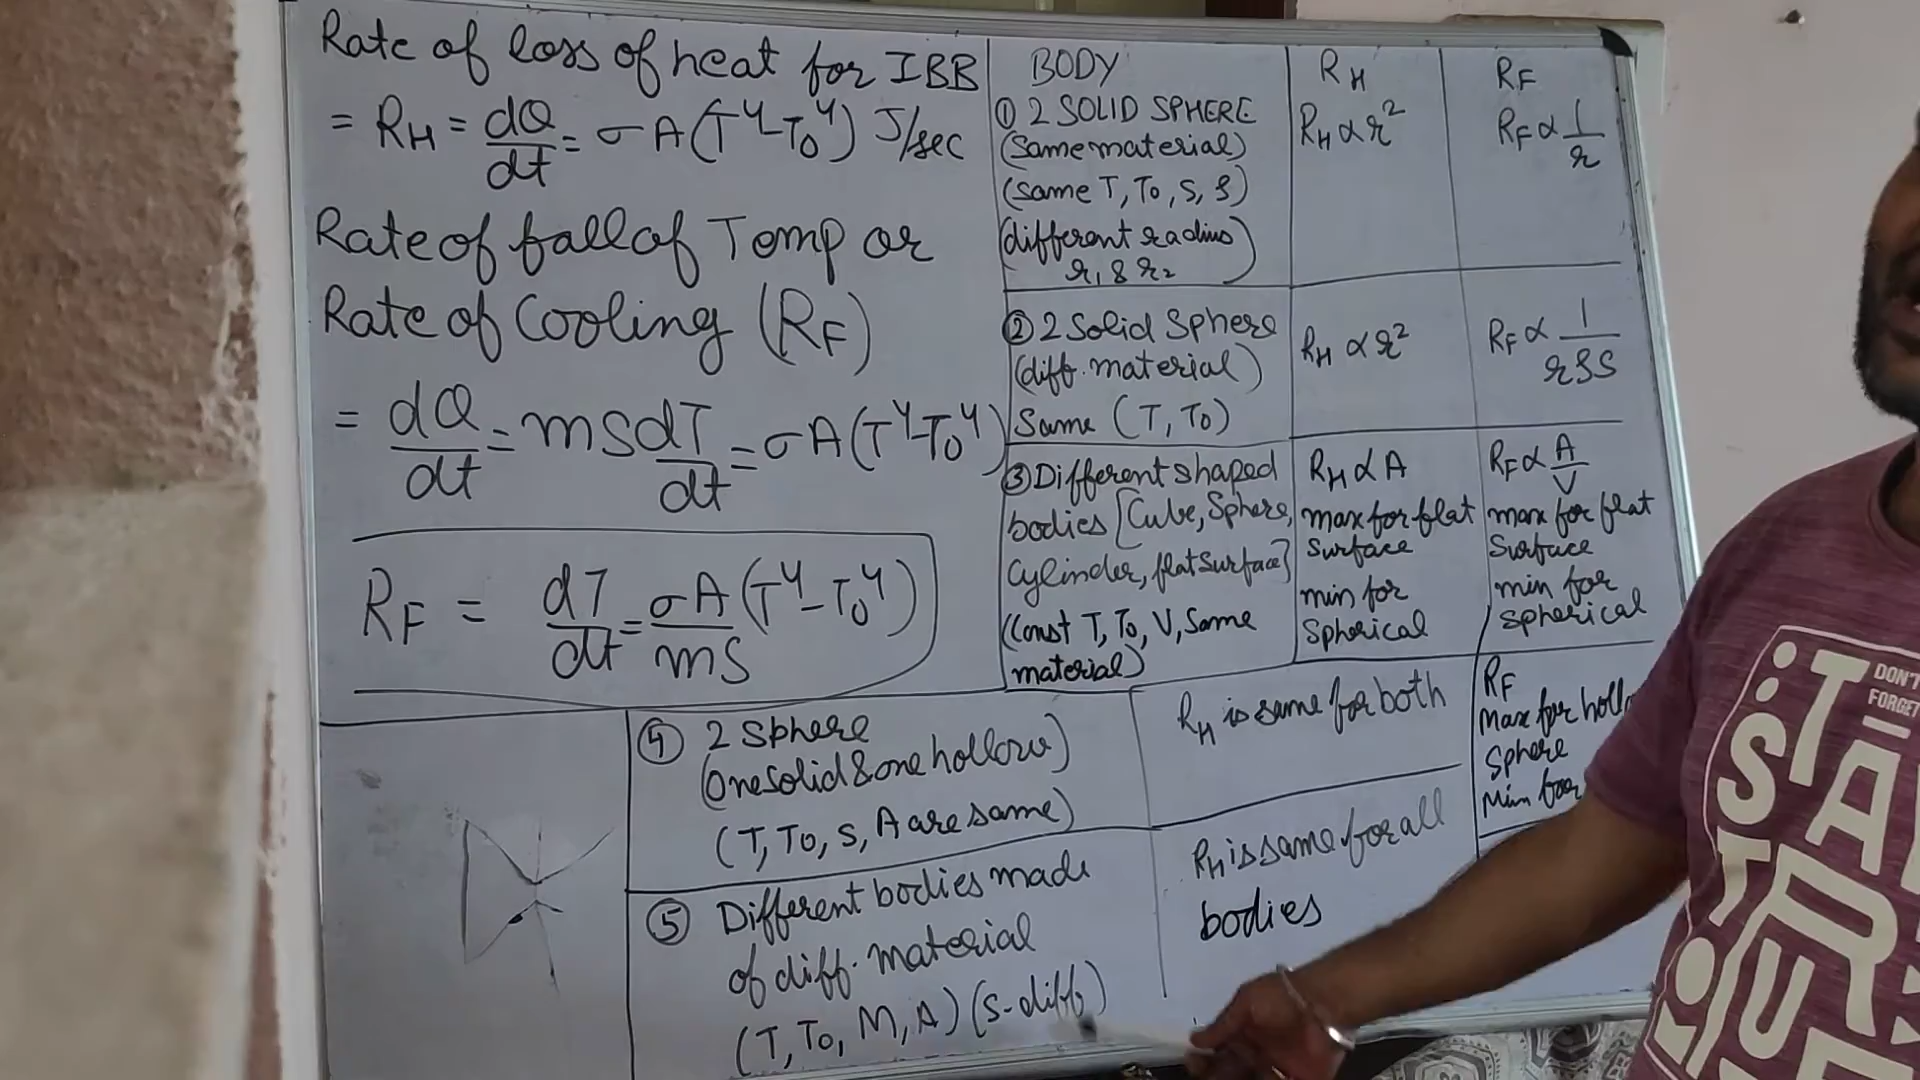 Rate of loss of heat for IBB
= RH = dQ/dt = σA(T⁴-T₀⁴) J/sec
Rate of fall of Temp or
Rate of Cooling (RF)
= dQ/dt = msdT/dt = σA(T⁴-T₀⁴)
RF = dT/dt = σA/ms (T⁴-T₀⁴)
BODY
RH
RF
① 2 SOLID SPHERE
(Same material)
(same T, T₀, S, ρ)
(different radius)
r₁ & r₂
RH ∝ r²
RF ∝ 1/r
② 2 Solid Sphere
(diff. material)
Same (T, T₀)
RH ∝ r²
RF ∝ 1/rρS
③ Different shaped
bodies [Cube, Sphere,
Cylinder, flat surface]
(Const T, T₀, V, Same
material)
RH ∝ A
max for flat
surface
min for
Spherical
RF ∝ A/V
max for flat
Surface
min for
spherical
④ 2 Sphere
(One solid & one hollow)
(T, T₀, S, A are same)
RH is same for both
RF
Max for
Sphere
Min for
⑤ Different bodies made
of diff. material
(T, T₀, M, A) (S-diff)
RH is same for all
bodies
DON'T
FORGET